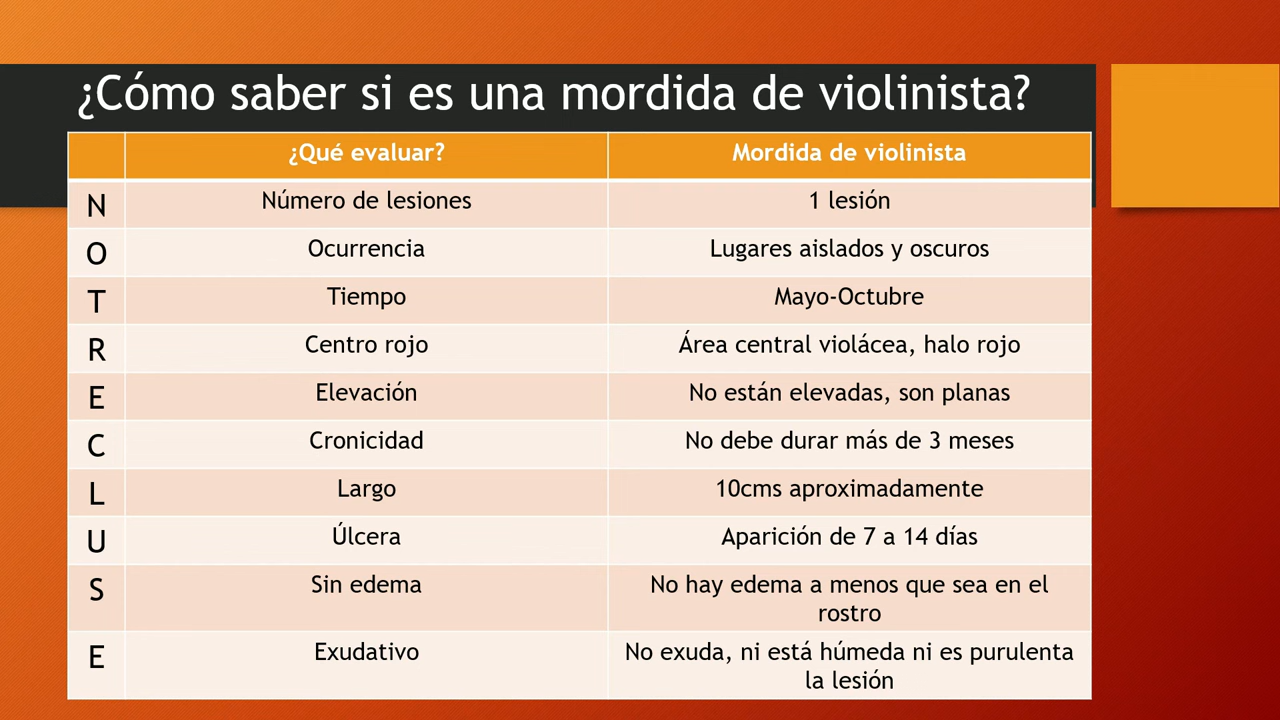 ¿Cómo saber si es una mordida de violinista?
¿Qué evaluar? Mordida de violinista
N Número de lesiones 1 lesión
O Ocurrencia Lugares aislados y oscuros
T Tiempo Mayo-Octubre
R Centro rojo Área central violácea, halo rojo
E Elevación No están elevadas, son planas
C Cronicidad No debe durar más de 3 meses
L Largo 10cms aproximadamente
U Úlcera Aparición de 7 a 14 días
S Sin edema No hay edema a menos que sea en el
rostro
E Exudativo No exuda, ni está húmeda ni es purulenta
la lesión